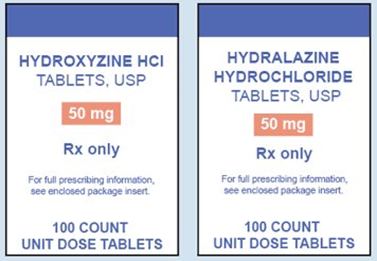 HYDROXYZINE HCl
TABLETS, USP
50 mg
Rx only
For full prescribing information,
see enclosed package insert.
100 COUNT
UNIT DOSE TABLETS
HYDRALAZINE
HYDROCHLORIDE
TABLETS, USP
50 mg
Rx only
For full prescribing information,
see enclosed package insert.
100 COUNT
UNIT DOSE TABLETS